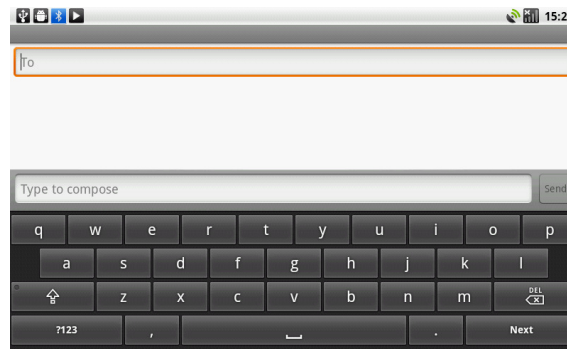 15:2
To
Type to compose
Send
q w e r t y u i o p
a s d f g h j k l
z x c v b n m DEL
?123 , . Next